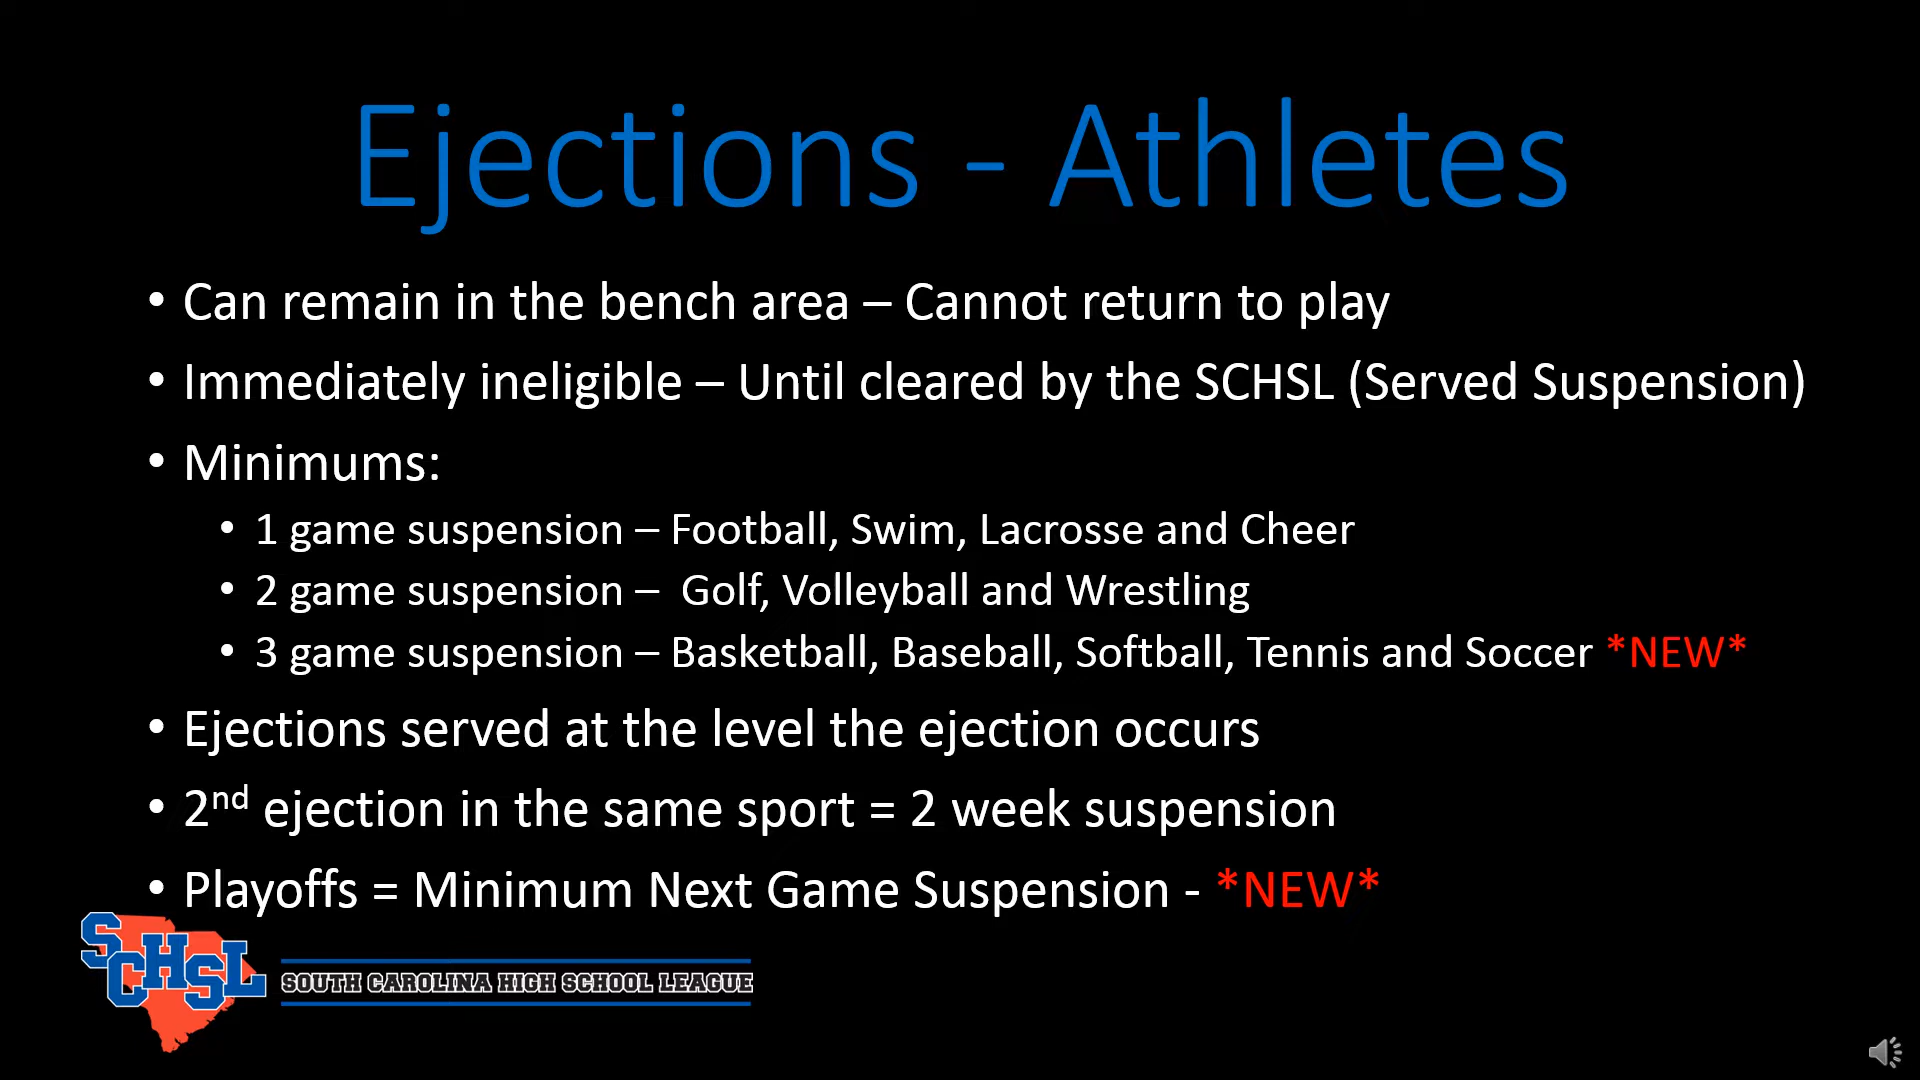 Ejections - Athletes
• Can remain in the bench area – Cannot return to play
• Immediately ineligible – Until cleared by the SCHSL (Served Suspension)
• Minimums:
• 1 game suspension – Football, Swim, Lacrosse and Cheer
• 2 game suspension – Golf, Volleyball and Wrestling
• 3 game suspension – Basketball, Baseball, Softball, Tennis and Soccer *NEW*
• Ejections served at the level the ejection occurs
• 2nd ejection in the same sport = 2 week suspension
• Playoffs = Minimum Next Game Suspension - *NEW*
SCHSL
SOUTH CAROLINA HIGH SCHOOL LEAGUE